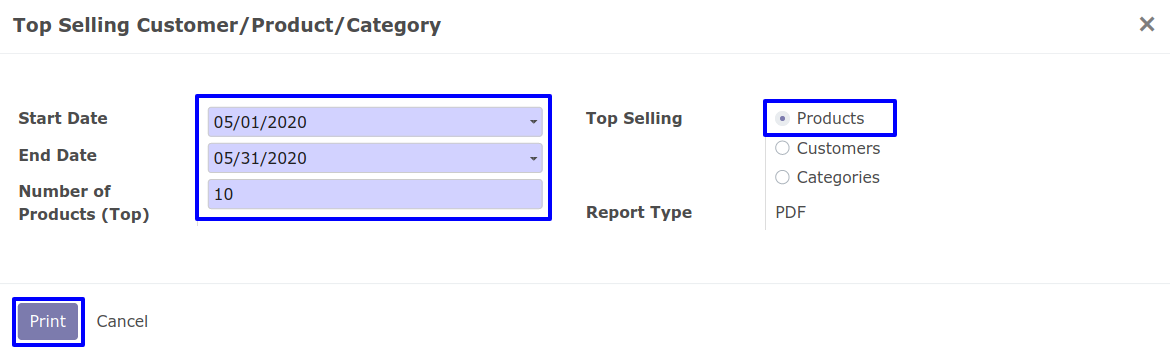 Top Selling Customer/Product/Category
Start Date
05/01/2020
End Date
05/31/2020
Number of
Products (Top)
10
Top Selling
Products
Customers
Categories
Report Type
PDF
Print
Cancel